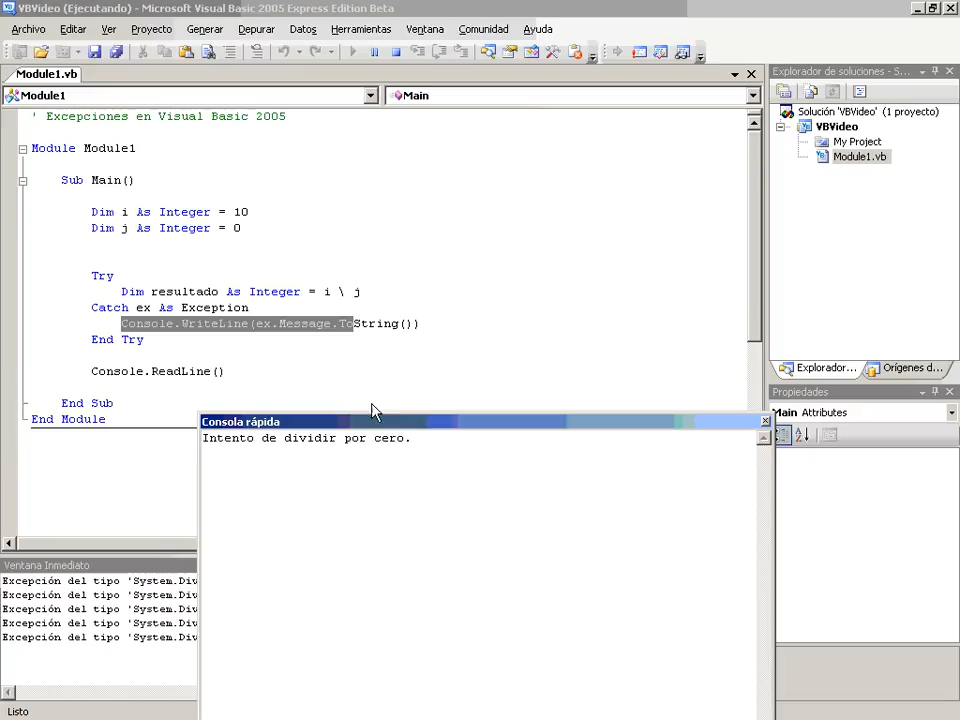 VBVideo (Ejecutando) - Microsoft Visual Basic 2005 Express Edition Beta
Archivo Editar Ver Proyecto Generar Depurar Datos Herramientas Ventana Comunidad Ayuda
Module1.vb
Module1 Main
' Excepciones en Visual Basic 2005
Module Module1
Sub Main()
Dim i As Integer = 10
Dim j As Integer = 0
Try
Dim resultado As Integer = i \ j
Catch ex As Exception
Console.WriteLine(ex.Message.ToString())
End Try
Console.ReadLine()
End Sub
End Module
Consola rápida
Intento de dividir por cero.
Ventana Inmediato
Excepción del tipo 'System.Div
Excepción del tipo 'System.Div
Excepción del tipo 'System.Div
Excepción del tipo 'System.Div
Excepción del tipo 'System.Div
Listo
Explorador de soluciones - S...
Solución 'VBVideo' (1 proyecto)
VBVideo
My Project
Module1.vb
Explorador... Orígenes d...
Propiedades
Main Attributes